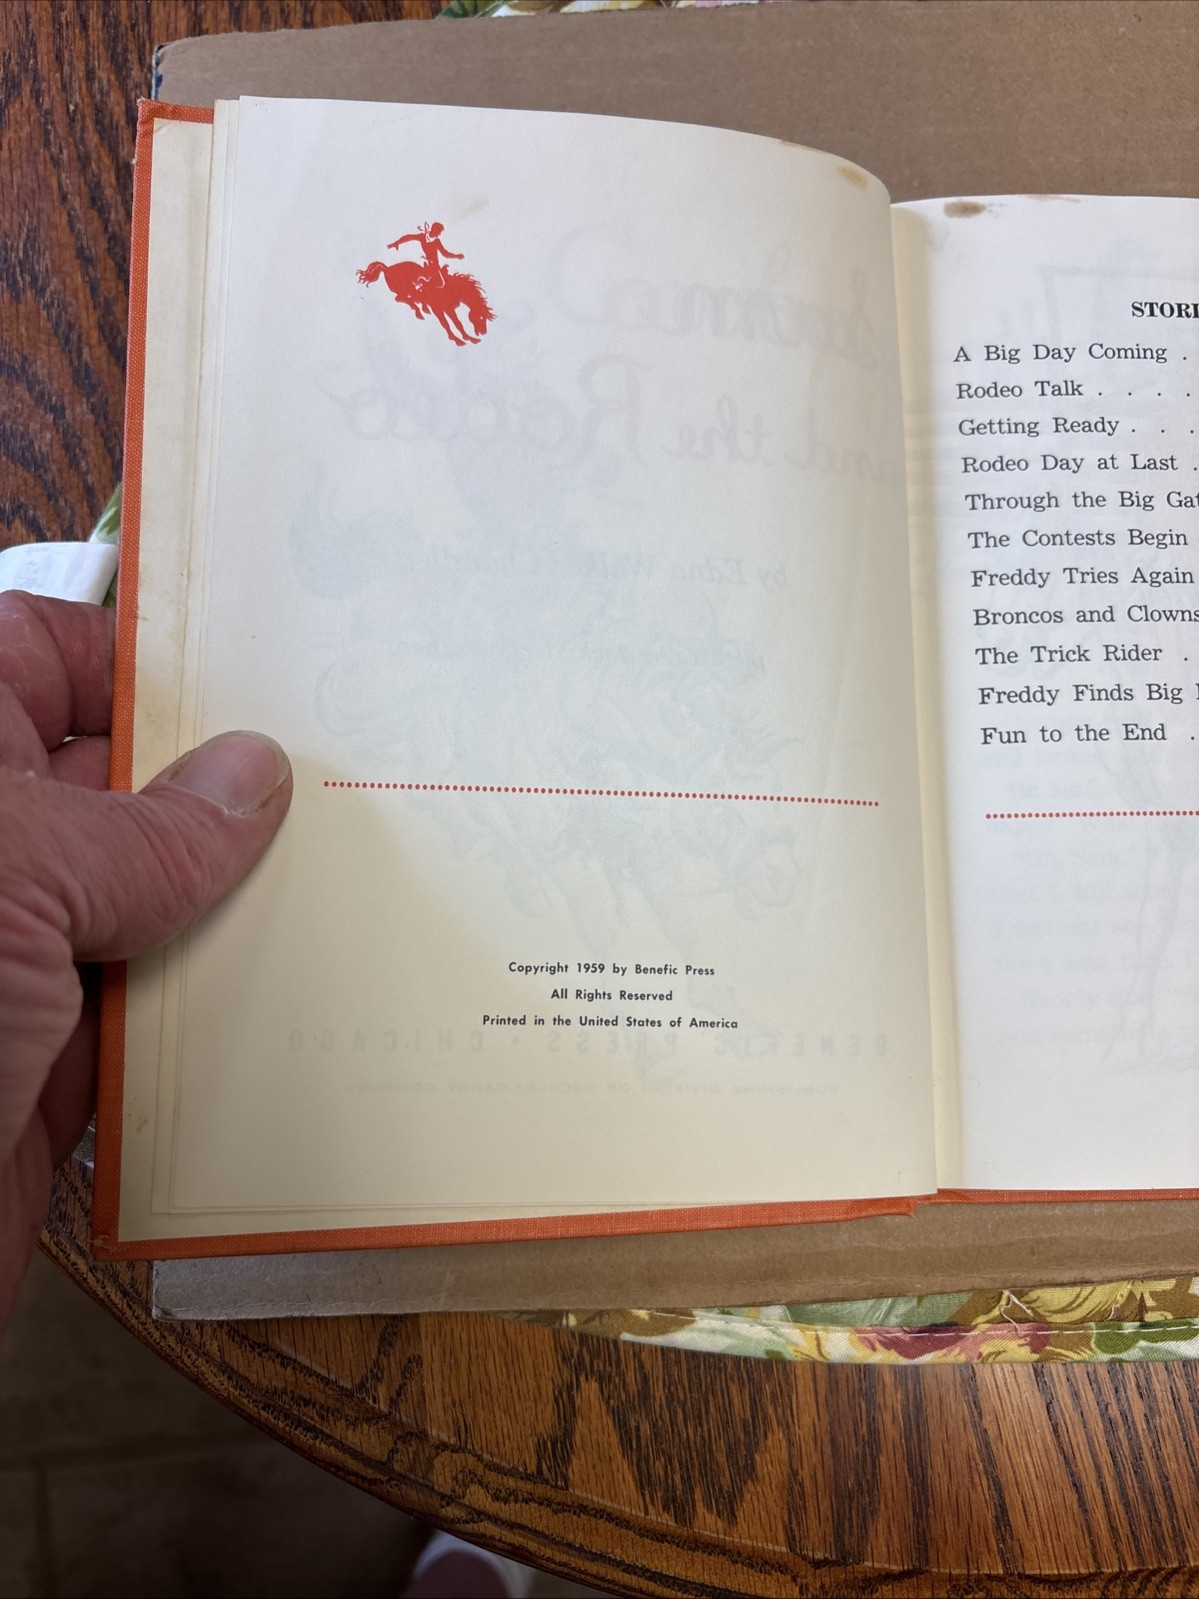 Copyright 1959 by Benefic Press
All Rights Reserved
Printed in the United States of America
STORI
A Big Day Coming .
Rodeo Talk . . . .
Getting Ready . . .
Rodeo Day at Last .
Through the Big Gat
The Contests Begin
Freddy Tries Again
Broncos and Clowns
The Trick Rider .
Freddy Finds Big
Fun to the End .